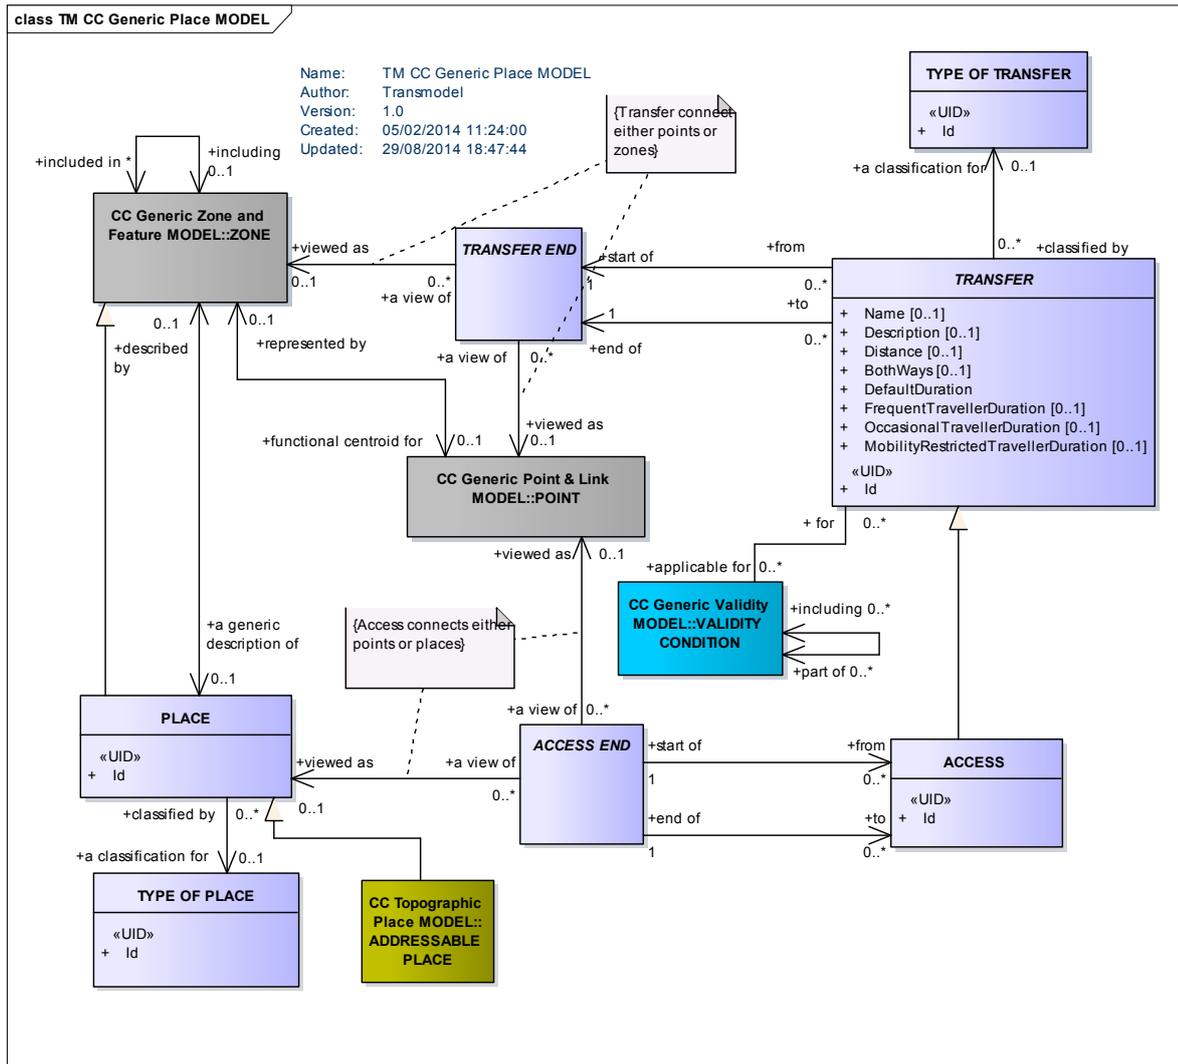 class TM CC Generic Place MODEL
Name: TM CC Generic Place MODEL
Author: Transmodel
Version: 1.0
Created: 05/02/2014 11:24:00
Updated: 29/08/2014 18:47:44
{Transfer connect
either points or
zones}
TYPE OF TRANSFER
«UID»
+ Id
+a classification for
0..1
0..*
+classified by
+included in *
+including
0..1
CC Generic Zone and
Feature MODEL::ZONE
+viewed as
0..1
0..*
+a view of
TRANSFER END
+start of
1
+from
0..*
1
+end of
+to
0..*
TRANSFER
+ Name [0..1]
+ Description [0..1]
+ Distance [0..1]
+ BothWays [0..1]
+ DefaultDuration
+ FrequentTravellerDuration [0..1]
+ OccasionalTravellerDuration [0..1]
+ MobilityRestrictedTravellerDuration [0..1]
«UID»
+ Id
0..1
+described
by
0..1
+represented by
+a view of
0..*
+functional centroid for
0..1
+viewed as
0..1
CC Generic Point & Link
MODEL::POINT
+viewed as
0..1
+ for
0..*
+applicable for
0..*
CC Generic Validity
MODEL::VALIDITY
CONDITION
+including 0..*
+part of 0..*
{Access connects either
points or places}
+a generic
description of
0..1
+a view of
0..*
PLACE
«UID»
+ Id
+viewed as
0..1
+a view of
0..*
ACCESS END
+start of
1
+from
0..*
+end of
1
+to
0..*
ACCESS
«UID»
+ Id
+classified by
0..*
+a classification for
0..1
TYPE OF PLACE
«UID»
+ Id
CC Topographic
Place MODEL::
ADDRESSABLE
PLACE